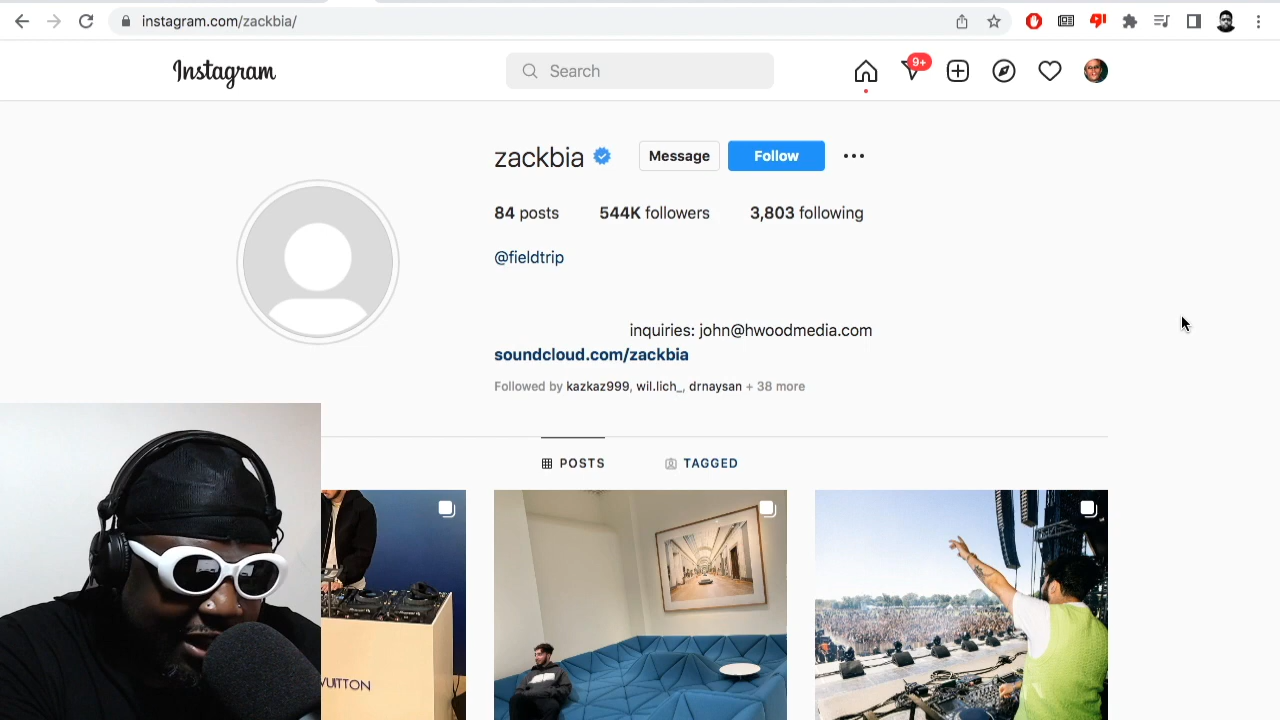 instagram.com/zackbia/
Instagram
Search
9+
zackbia
Message
Follow
84 posts
544K followers
3,803 following
@fieldtrip
inquiries: john@hwoodmedia.com
soundcloud.com/zackbia
Followed by kazkaz999, wil.lich_, drnaysan + 38 more
POSTS
TAGGED
VUITTON